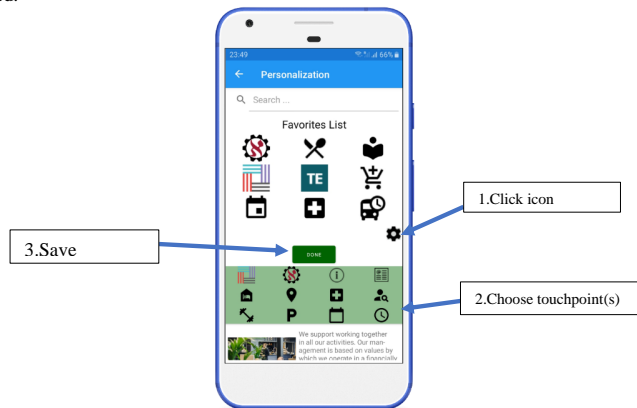 23:49
66%
Personalization
Search ...
Favorites List
TE
1.Click icon
3.Save
DONE
2.Choose touchpoint(s)
P
We support working together
in all our activities. Our man-
agement is based on values by
which we operate in a financially